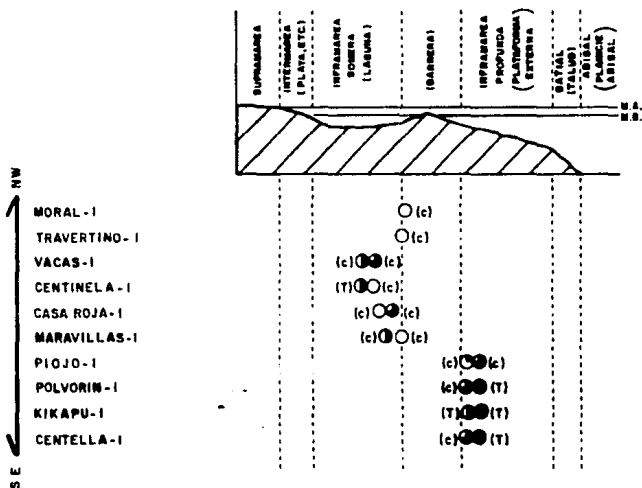 SUPRAMAREA
INTERMAREA
(PLAYA, ETC.)
INFRAMAREA
SOMERA
(LAGUNA)
(BARRERA)
INFRAMAREA
PROFUNDA
(PLATAFORMA
EXTERNA)
BATIAL
(TALUD)
ABISAL
(PLANICIE
ABISAL)
M.A.
M.B.
NW
MORAL-1 (c)
TRAVERTINO-1 (c)
VACAS-1 (c) (c)
CENTINELA-1 (T) (c)
CASA ROJA-1 (c) (c)
MARAVILLAS-1 (c) (c)
PIOJO-1 (c) (c)
POLVORIN-1 (c) (T)
KIKAPU-1 (T) (T)
CENTELLA-1 (c) (T)
SE